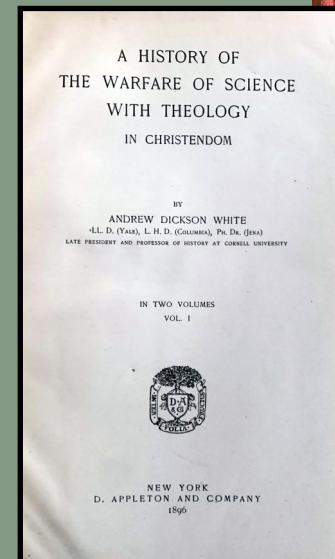 A HISTORY OF
THE WARFARE OF SCIENCE
WITH THEOLOGY
IN CHRISTENDOM
BY
ANDREW DICKSON WHITE
LL. D. (YALE), L. H. D. (COLUMBIA), PH. DR. (JENA)
LATE PRESIDENT AND PROFESSOR OF HISTORY AT CORNELL UNIVERSITY
IN TWO VOLUMES
VOL. I
D·A
&C
FOLIA
NEW YORK
D. APPLETON AND COMPANY
1896